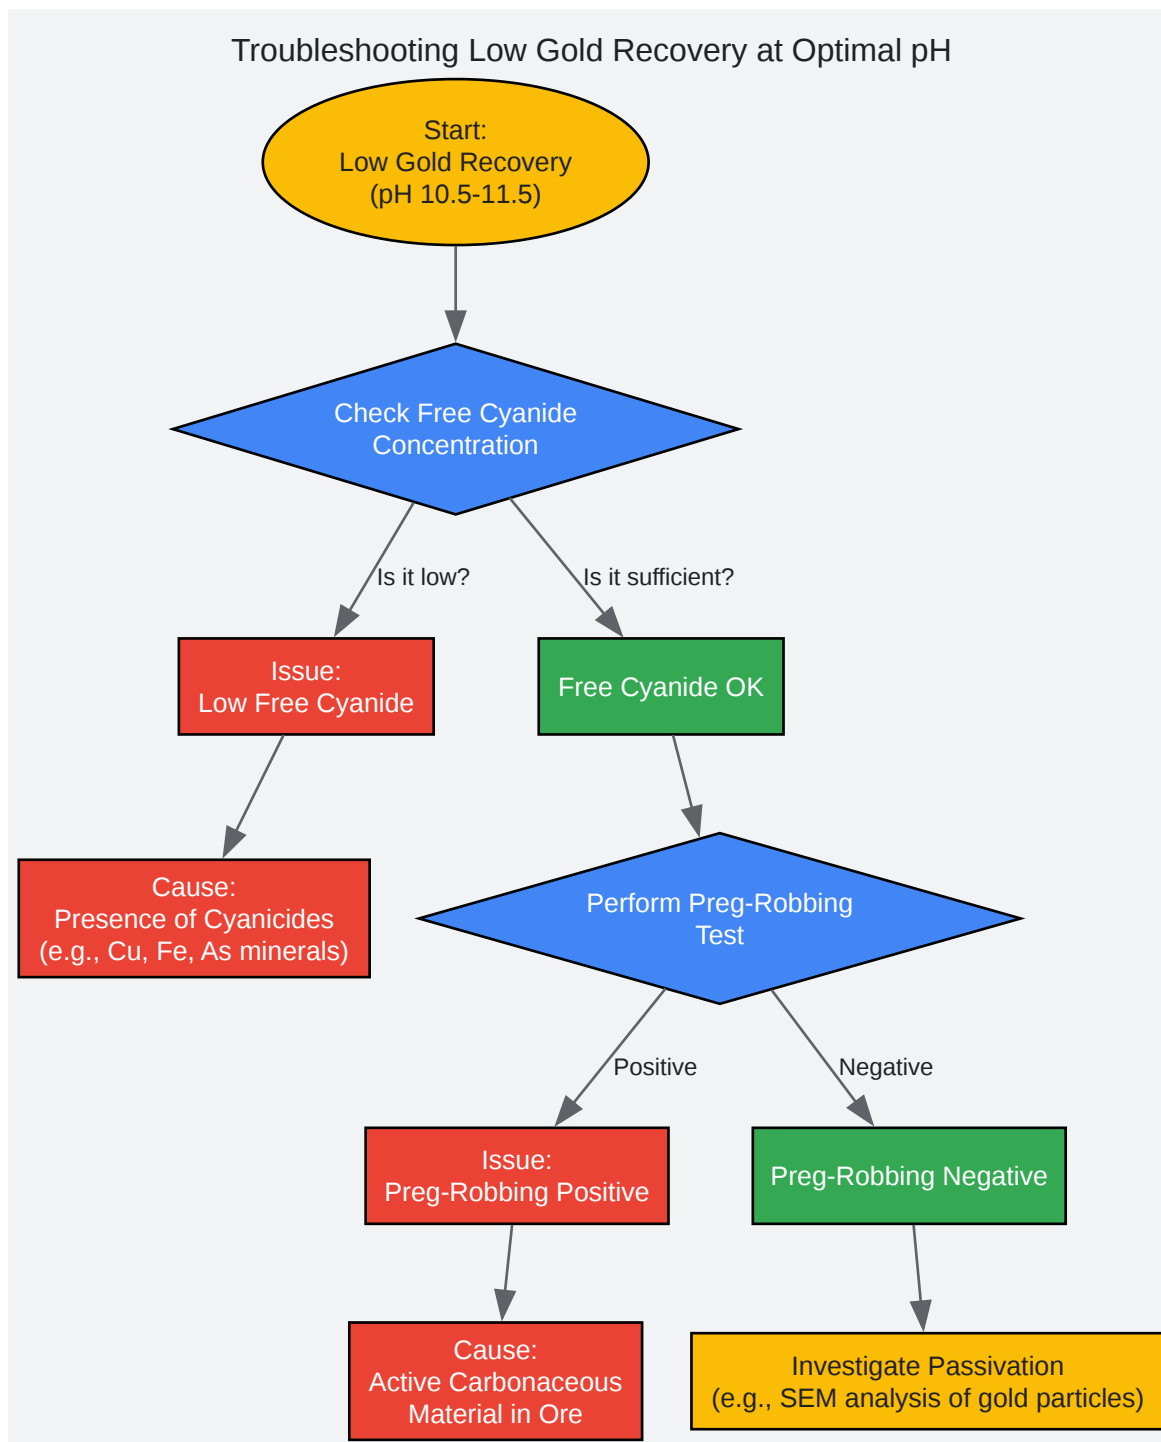 Troubleshooting Low Gold Recovery at Optimal pH
Start:
Low Gold Recovery
(pH 10.5-11.5)
Check Free Cyanide
Concentration
Is it low?
Is it sufficient?
Issue:
Low Free Cyanide
Free Cyanide OK
Cause:
Presence of Cyanicides
(e.g., Cu, Fe, As minerals)
Perform Preg-Robbing
Test
Positive
Negative
Issue:
Preg-Robbing Positive
Preg-Robbing Negative
Cause:
Active Carbonaceous
Material in Ore
Investigate Passivation
(e.g., SEM analysis of gold particles)